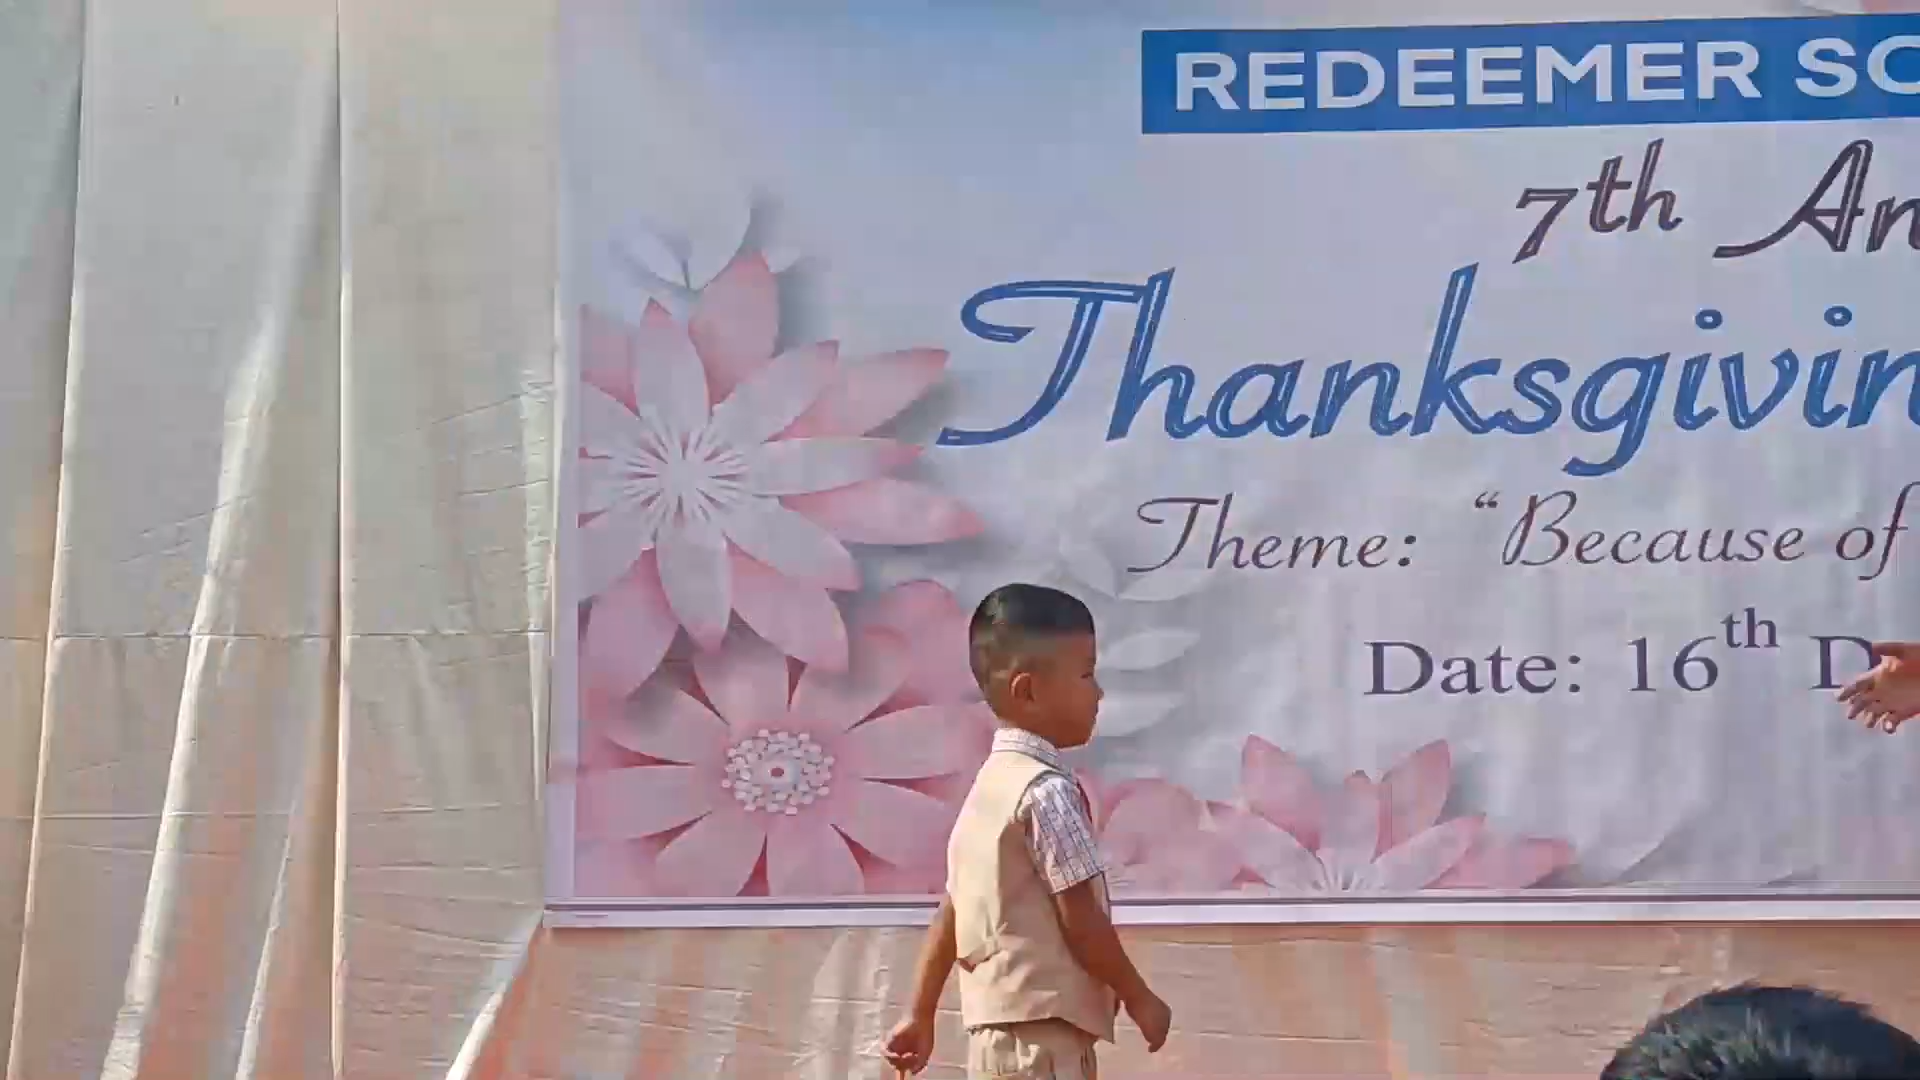 REDEEMER SC
7th An
Thanksgivin
Theme: "Because of
Date: 16th D